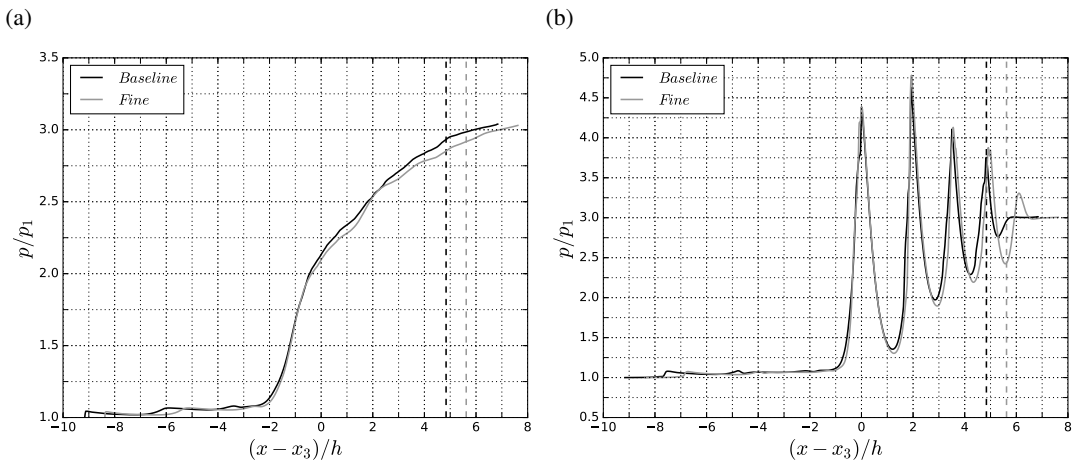 (a)
(b)
3.5
3.0
2.5
2.0
1.5
1.0
p/p₁
Baseline
Fine
−10 −8 −6 −4 −2 0 2 4 6 8
(x − x₃)/h
5.0
4.5
4.0
3.5
3.0
2.5
2.0
1.5
1.0
0.5
p/p₁
Baseline
Fine
−10 −8 −6 −4 −2 0 2 4 6 8
(x − x₃)/h